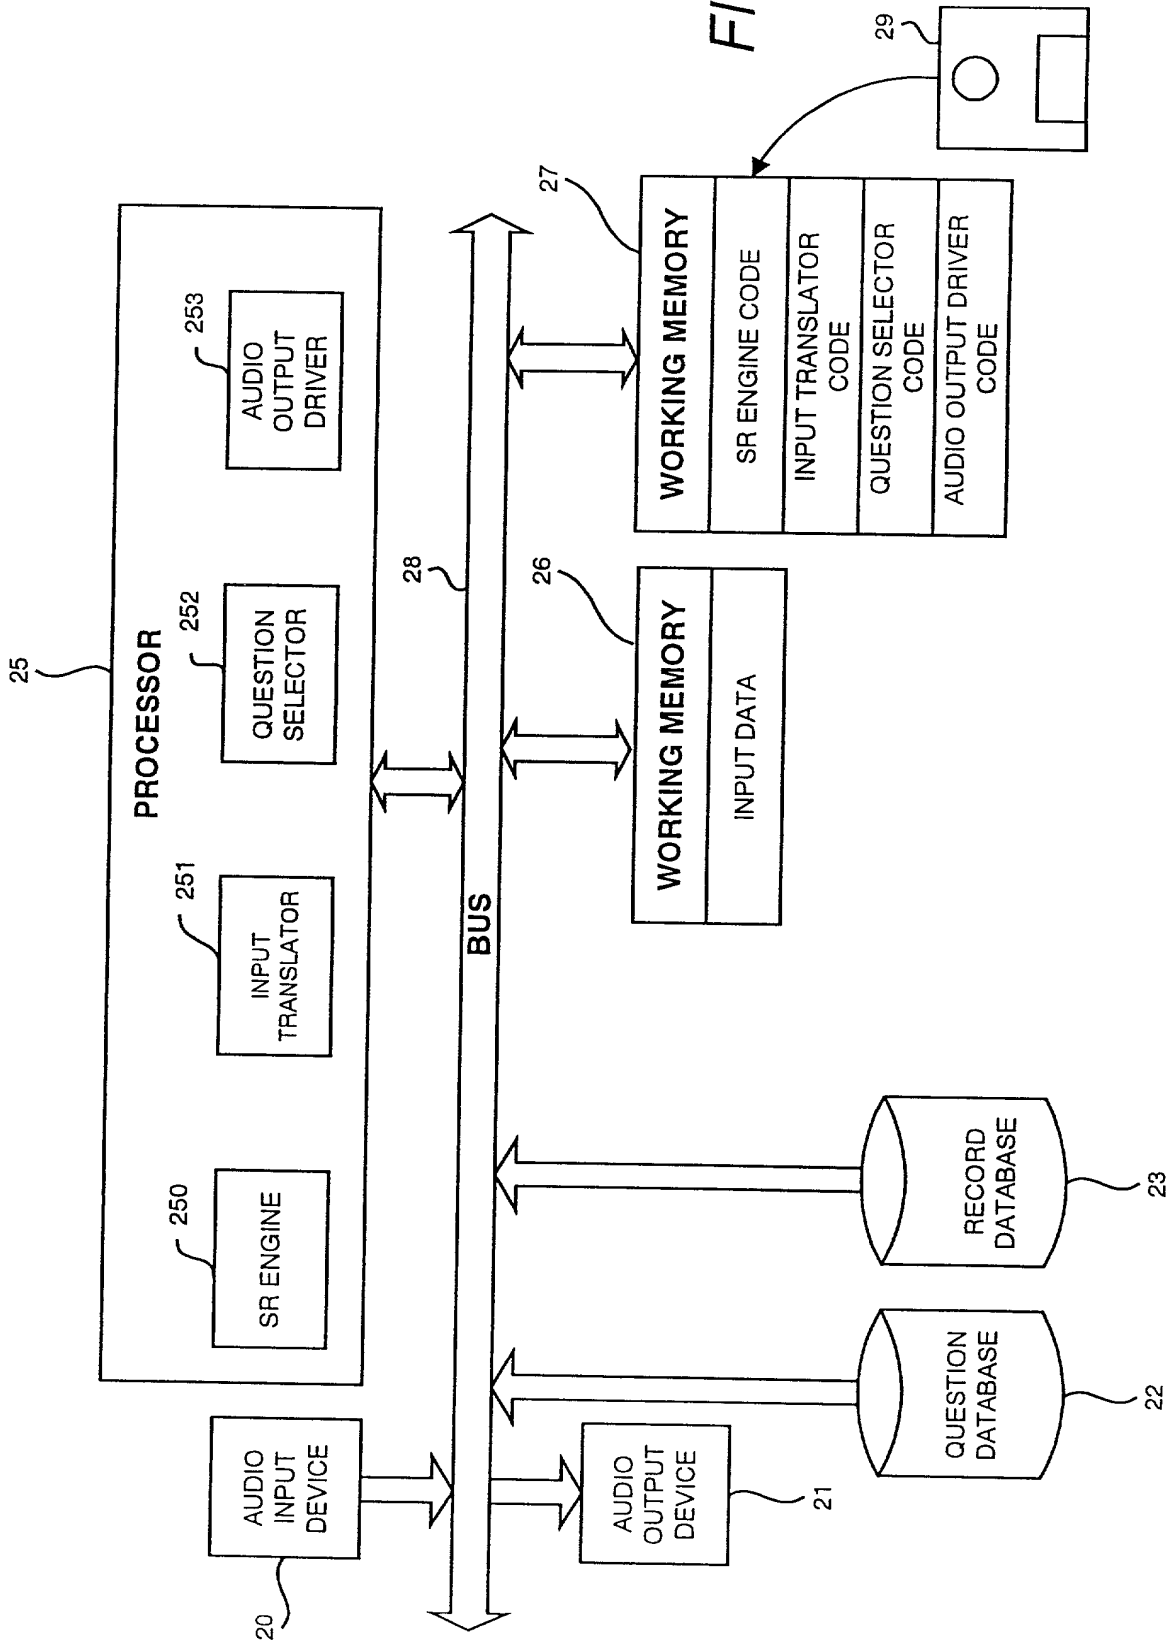 25
PROCESSOR
250
SR ENGINE
251
INPUT
TRANSLATOR
252
QUESTION
SELECTOR
253
AUDIO
OUTPUT
DRIVER
20
AUDIO
INPUT
DEVICE
28
BUS
21
AUDIO
OUTPUT
DEVICE
22
QUESTION
DATABASE
23
RECORD
DATABASE
26
WORKING MEMORY
INPUT DATA
27
WORKING MEMORY
SR ENGINE CODE
INPUT TRANSLATOR
CODE
QUESTION SELECTOR
CODE
AUDIO OUTPUT DRIVER
CODE
29